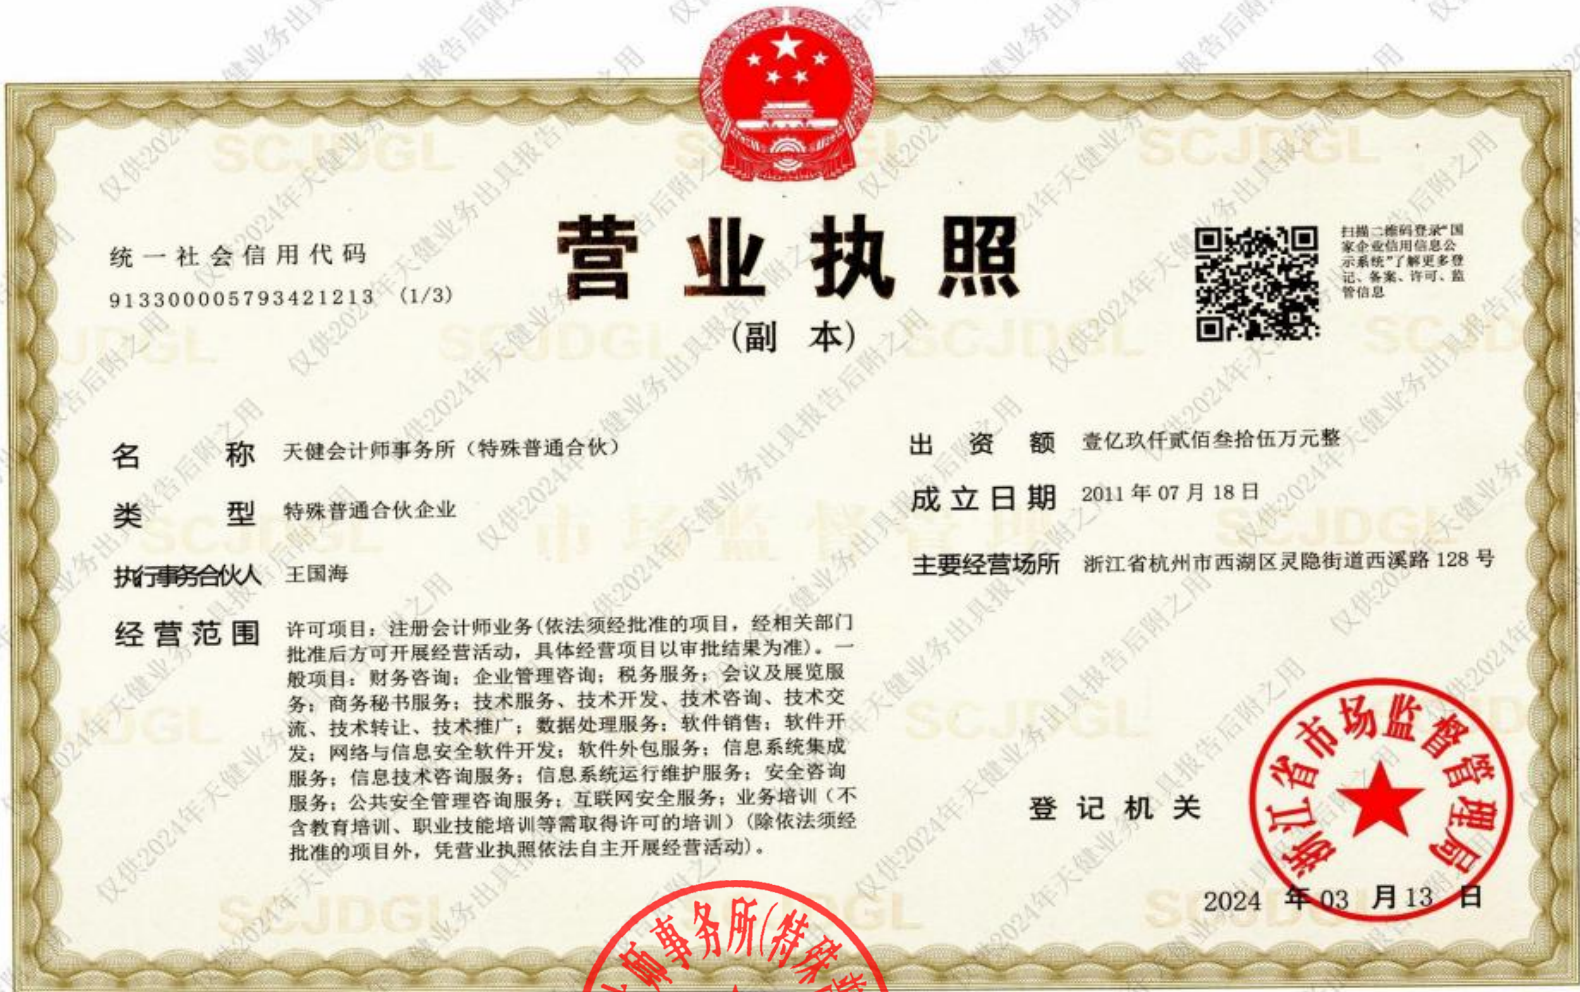 营业执照
(副 本)
统一社会信用代码
913300005793421213 (1/3)
扫描二维码登录“国
家企业信用信息公
示系统”了解更多登
记、备案、许可、监
管信息
名 称 天健会计师事务所（特殊普通合伙）
类 型 特殊普通合伙企业
执行事务合伙人 王国海
经营范围 许可项目：注册会计师业务(依法须经批准的项目，经相关部门
批准后方可开展经营活动，具体经营项目以审批结果为准)。一
般项目：财务咨询；企业管理咨询；税务服务；会议及展览服
务；商务秘书服务；技术服务、技术开发、技术咨询、技术交
流、技术转让、技术推广；数据处理服务；软件销售；软件开
发；网络与信息安全软件开发；软件外包服务；信息系统集成
服务；信息技术咨询服务；信息系统运行维护服务；安全咨询
服务；公共安全管理咨询服务；互联网安全服务；业务培训（不
含教育培训、职业技能培训等需取得许可的培训）(除依法须经
批准的项目外，凭营业执照依法自主开展经营活动)。
出 资 额 壹亿玖仟贰佰叁拾伍万元整
成立日期 2011 年 07 月 18 日
主要经营场所 浙江省杭州市西湖区灵隐街道西溪路 128 号
登记机关
浙江省市场监督管理局
2024 年 03 月 13 日
师事务所(特殊普
仅供2024年天健业务出具报告后附之用
SCJDGL
市场监督管理